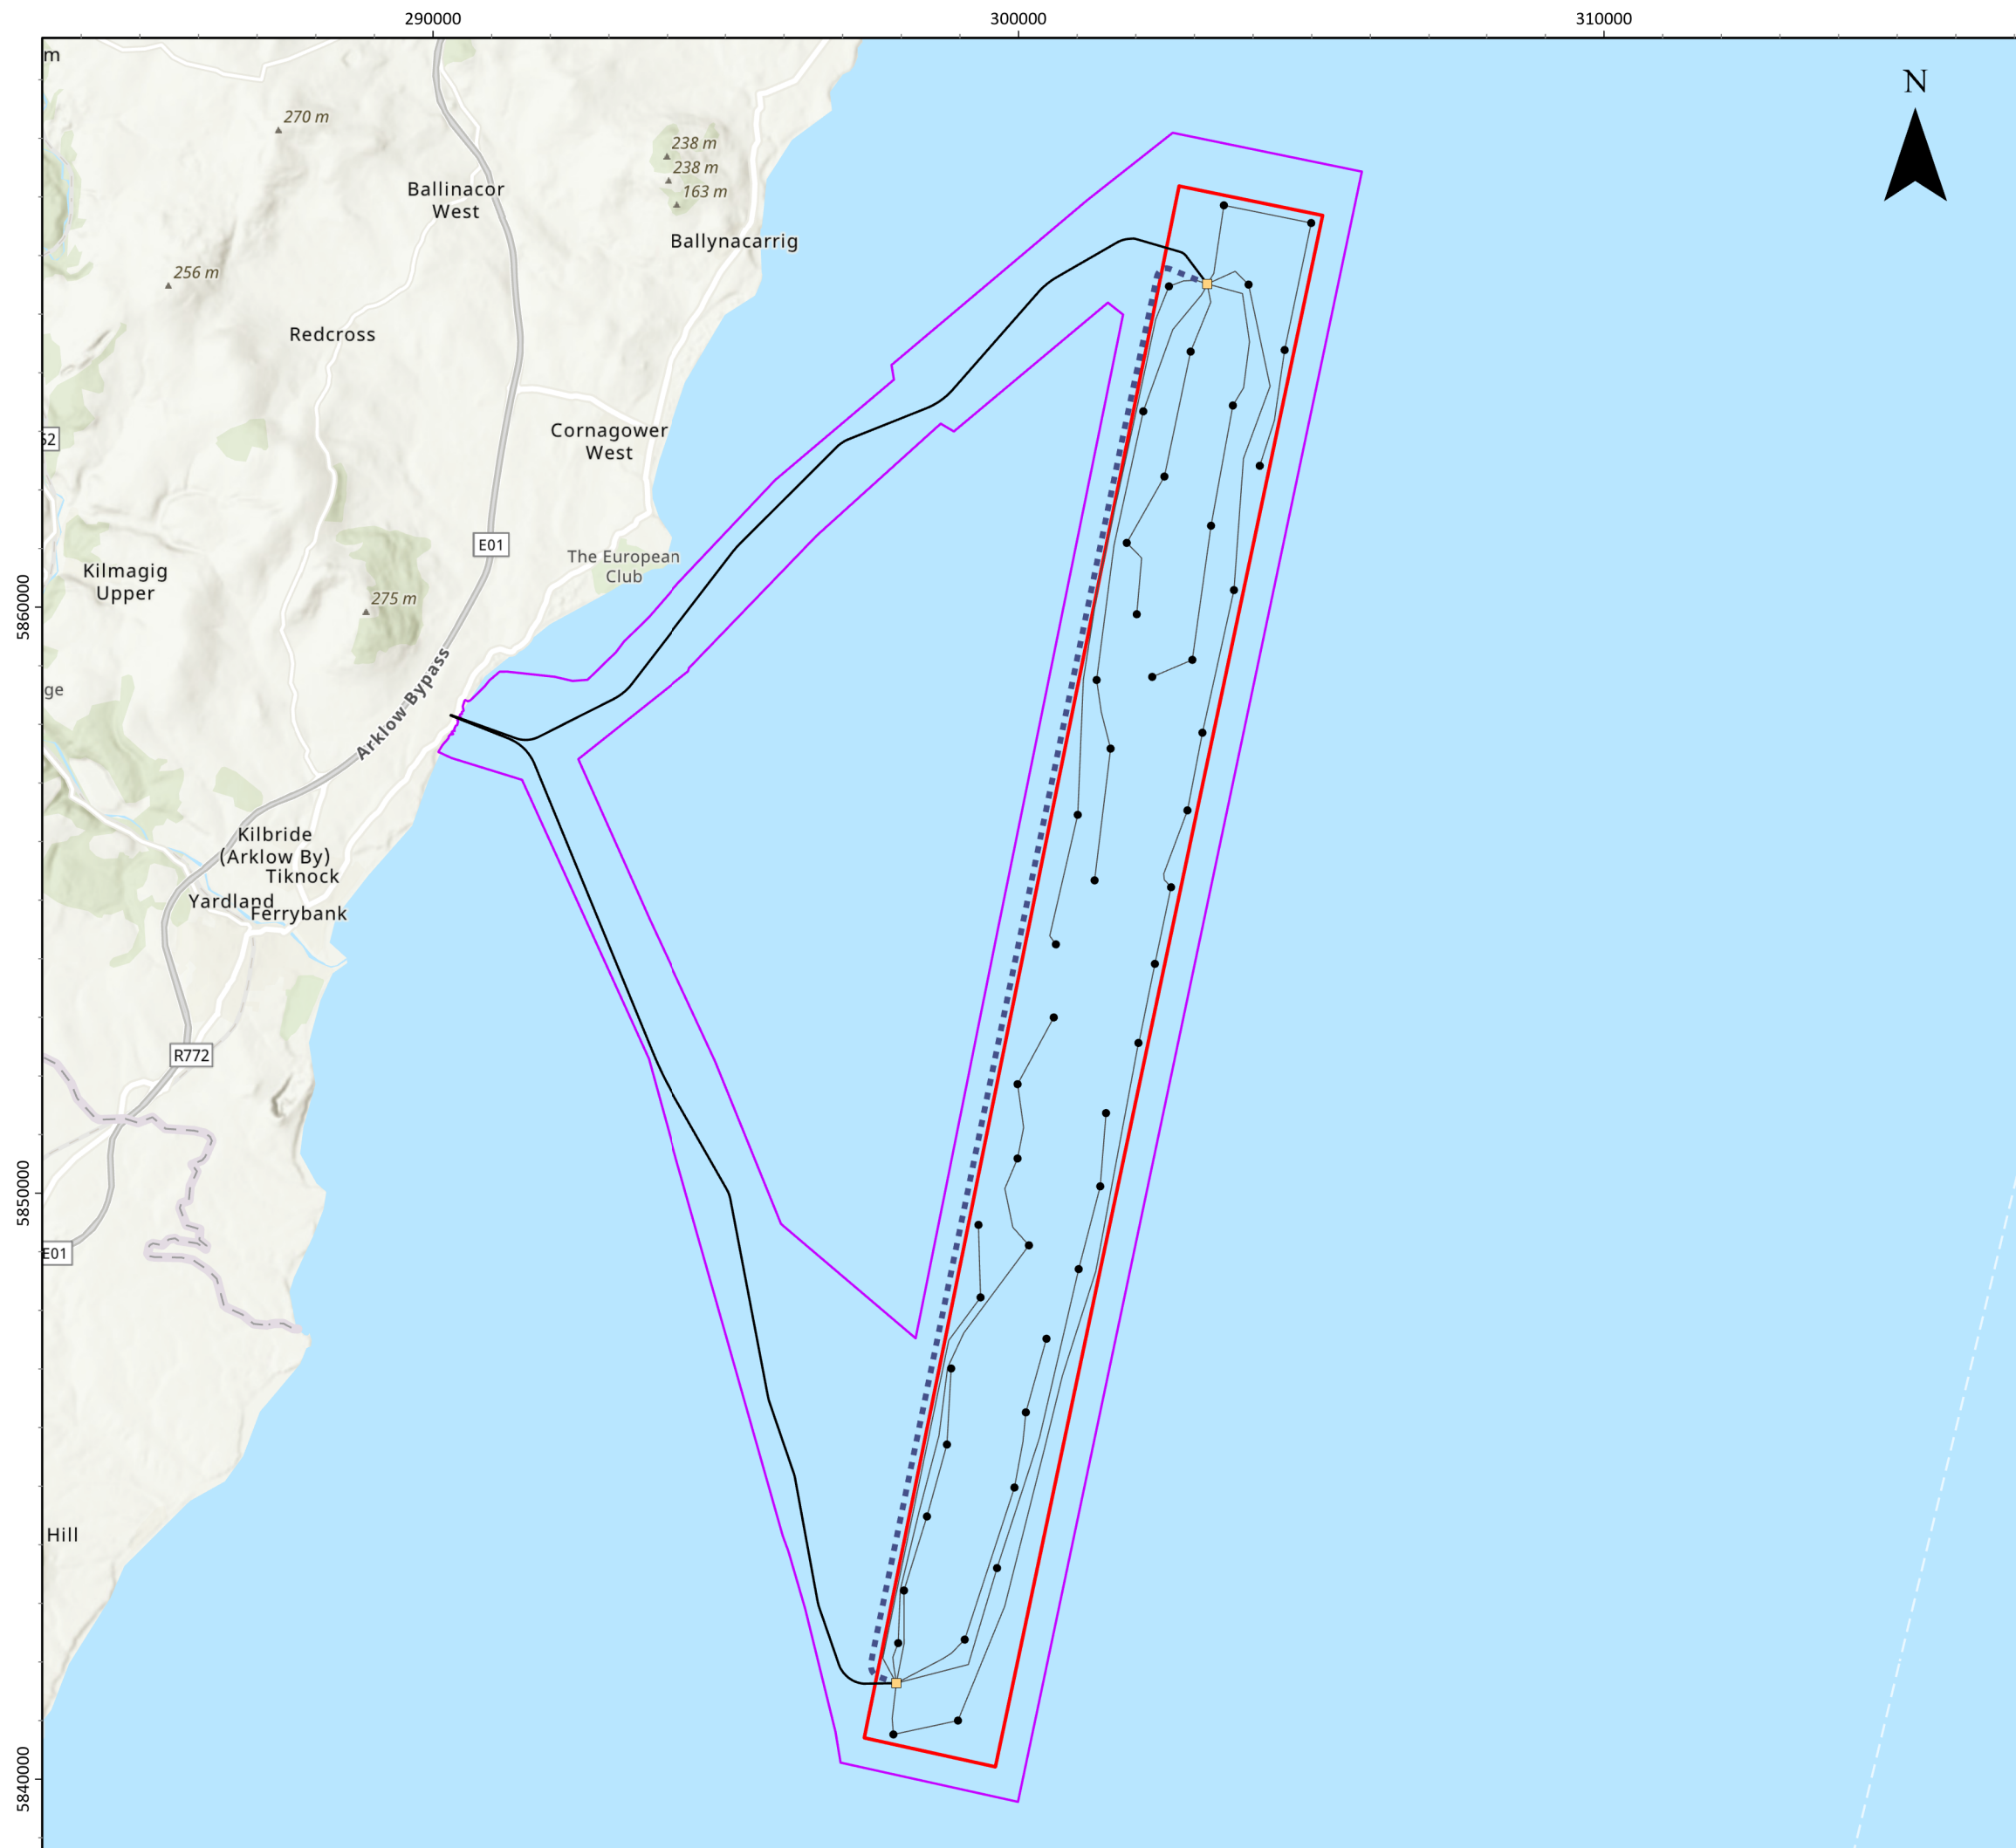 290000
300000
310000
m
N
270 m
238 m
238 m
163 m
Ballinacor
West
Ballynacarrig
256 m
Redcross
Cornagower
West
E01
The European
Club
Kilmagig
Upper
275 m
5860000
ge
Arklow Bypass
Kilbride
(Arklow By)
Tiknock
Yardland
Ferrybank
R772
5850000
E01
Hill
5840000